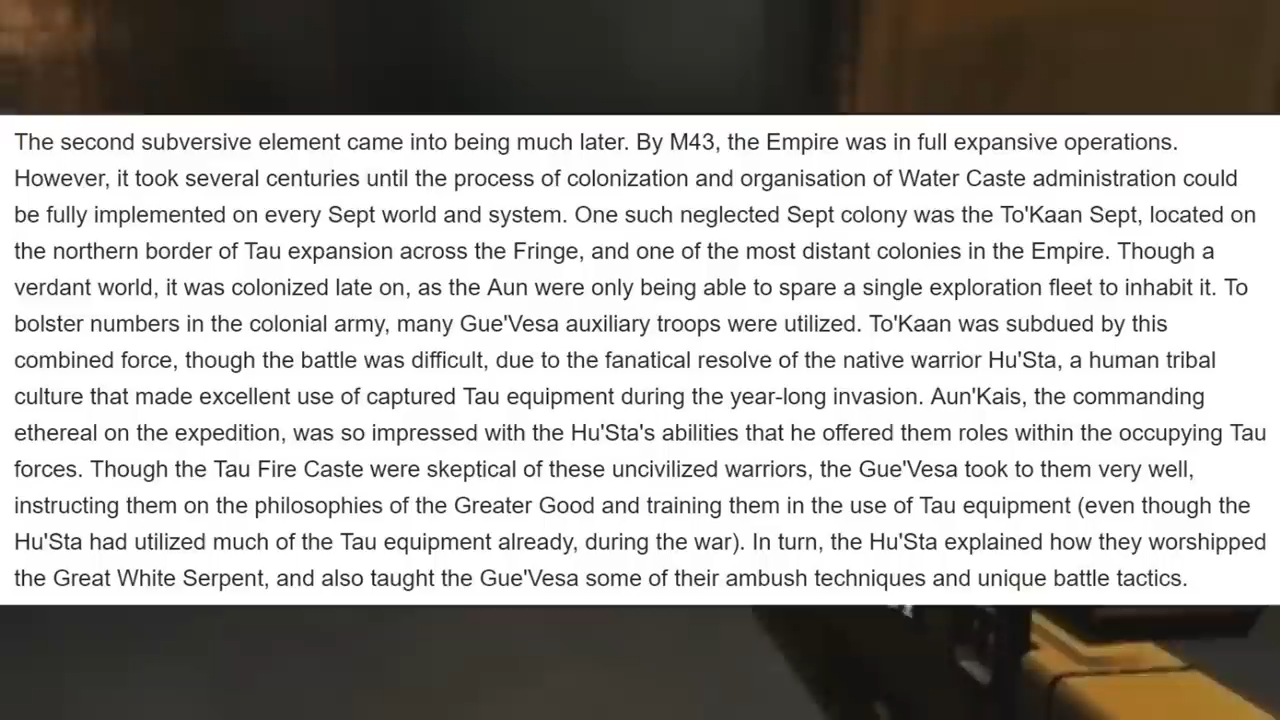 The second subversive element came into being much later. By M43, the Empire was in full expansive operations.
However, it took several centuries until the process of colonization and organisation of Water Caste administration could
be fully implemented on every Sept world and system. One such neglected Sept colony was the To'Kaan Sept, located on
the northern border of Tau expansion across the Fringe, and one of the most distant colonies in the Empire. Though a
verdant world, it was colonized late on, as the Aun were only being able to spare a single exploration fleet to inhabit it. To
bolster numbers in the colonial army, many Gue'Vesa auxiliary troops were utilized. To'Kaan was subdued by this
combined force, though the battle was difficult, due to the fanatical resolve of the native warrior Hu'Sta, a human tribal
culture that made excellent use of captured Tau equipment during the year-long invasion. Aun'Kais, the commanding
ethereal on the expedition, was so impressed with the Hu'Sta's abilities that he offered them roles within the occupying Tau
forces. Though the Tau Fire Caste were skeptical of these uncivilized warriors, the Gue'Vesa took to them very well,
instructing them on the philosophies of the Greater Good and training them in the use of Tau equipment (even though the
Hu'Sta had utilized much of the Tau equipment already, during the war). In turn, the Hu'Sta explained how they worshipped
the Great White Serpent, and also taught the Gue'Vesa some of their ambush techniques and unique battle tactics.